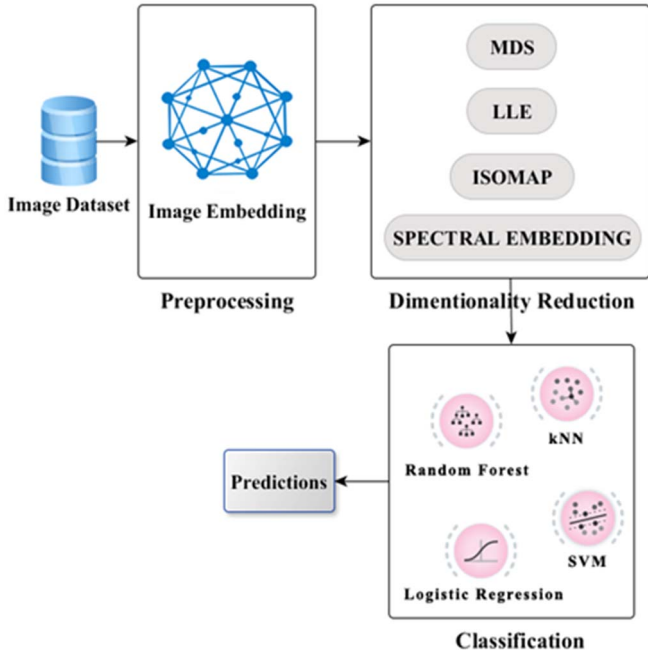 Image Dataset
Image Embedding
Preprocessing
MDS
LLE
ISOMAP
SPECTRAL EMBEDDING
Dimentionality Reduction
kNN
Random Forest
SVM
Logistic Regression
Classification
Predictions